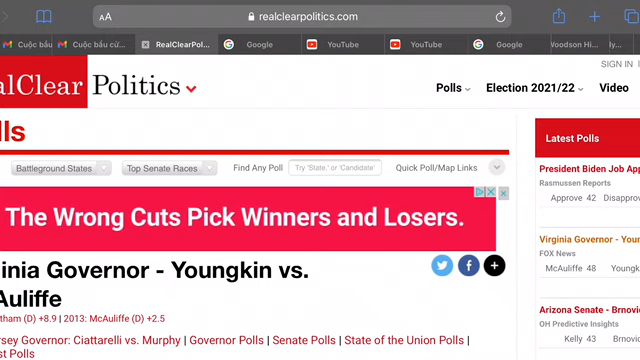 AA
realclearpolitics.com
Cuộc bầu
Cuộc bầu cử...
RealClearPol...
Google
YouTube
YouTube
Google
Woodson Hi...
alClear Politics
SIGN IN
Polls
Election 2021/22
Video
lls
Battleground States
Top Senate Races
Find Any Poll
Try 'State,' or 'Candidate'
Quick Poll/Map Links
The Wrong Cuts Pick Winners and Losers.
inia Governor - Youngkin vs.
Auliffe
tham (D) +8.9 | 2013: McAuliffe (D) +2.5
rsey Governor: Ciattarelli vs. Murphy | Governor Polls | Senate Polls | State of the Union Polls |
st Polls
Latest Polls
President Biden Job App
Rasmussen Reports
Approve 42 Disapprov
Virginia Governor - Youn
FOX News
McAuliffe 48 Youngk
Arizona Senate - Brnovic
OH Predictive Insights
Kelly 43 Brnovic